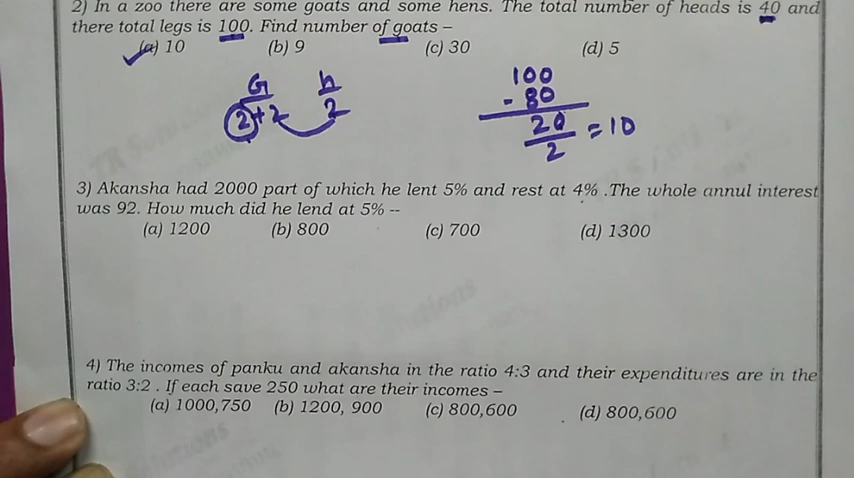 2) In a zoo there are some goats and some hens. The total number of heads is 40 and
there total legs is 100. Find number of goats –
(a) 10 (b) 9 (c) 30 (d) 5
G h
2+2 2
100
- 80
20
2 = 10
3) Akansha had 2000 part of which he lent 5% and rest at 4% .The whole annul interest
was 92. How much did he lend at 5% --
(a) 1200 (b) 800 (c) 700 (d) 1300
4) The incomes of panku and akansha in the ratio 4:3 and their expenditures are in the
ratio 3:2 . If each save 250 what are their incomes –
(a) 1000,750 (b) 1200, 900 (c) 800,600 (d) 800,600